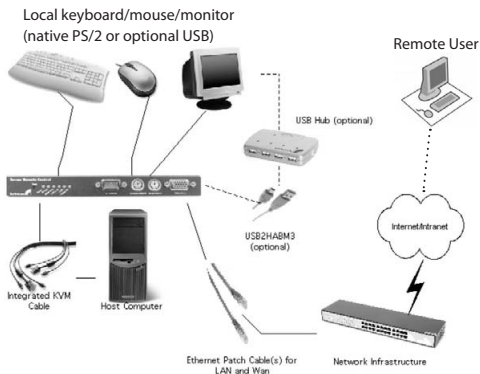 Local keyboard/mouse/monitor
(native PS/2 or optional USB)
Remote User
USB Hub (optional)
USB2HABM3
(optional)
Internet/Intranet
Integrated KVM
Cable
Host Computer
Ethernet Patch Cable(s) for
LAN and Wan
Network Infrastructure